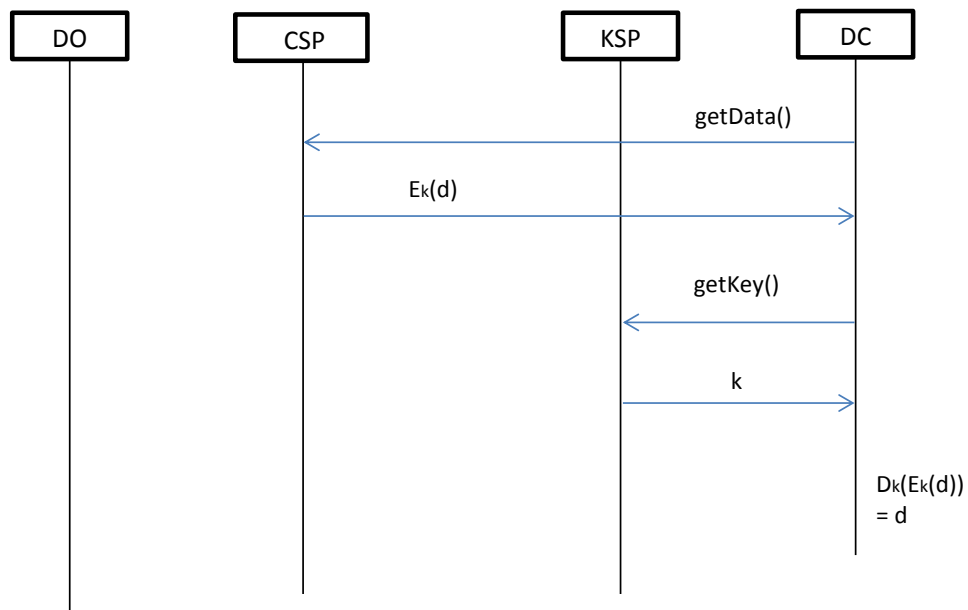 DO
CSP
KSP
DC
getData()
Ek(d)
getKey()
k
Dk(Ek(d))
= d